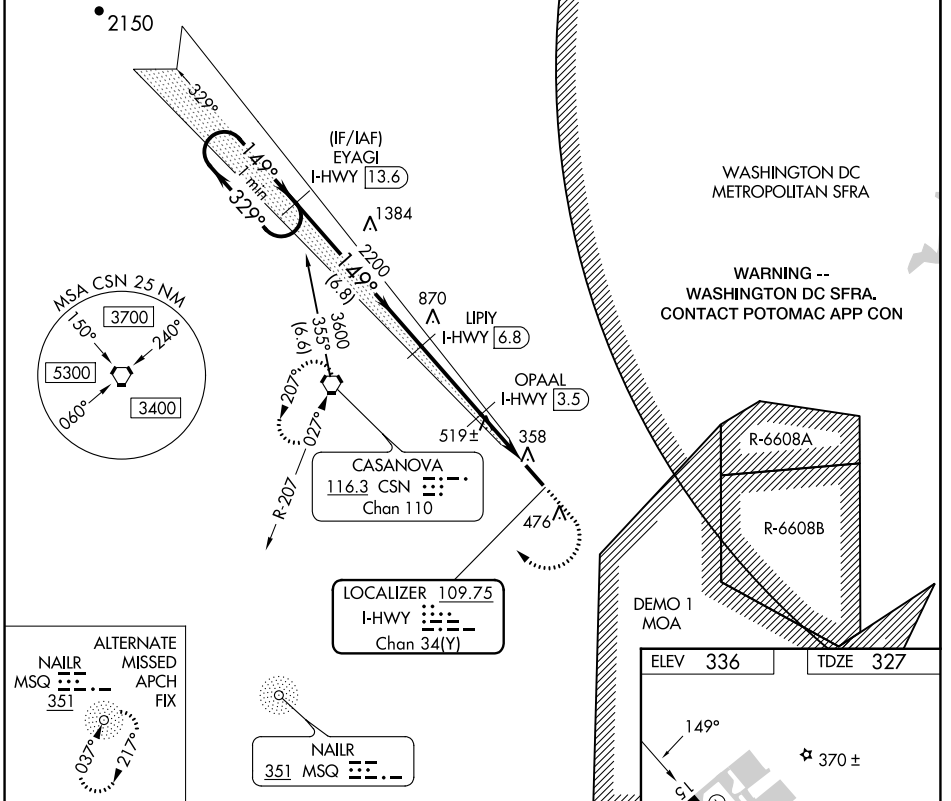 2150
329°
(IF/IAF)
EYAGI
I-HWY 13.6
149°
1 min
329°
1384
2200
149°
(6.8)
870
LIPIY
I-HWY 6.8
OPAAL
I-HWY 3.5
519 ±
358
476
WASHINGTON DC
METROPOLITAN SFRA
WARNING --
WASHINGTON DC SFRA.
CONTACT POTOMAC APP CON
MSA CSN 25 NM
3700
150°
240°
5300
060°
3400
3600
355°
(6.6)
207°
027°
R-207
CASANOVA
116.3 CSN
Chan 110
LOCALIZER 109.75
I-HWY
Chan 34(Y)
R-6608A
R-6608B
DEMO 1
MOA
ALTERNATE
MISSED
APCH
FIX
NAILR
MSQ
351
037°
217°
NAILR
351 MSQ
ELEV 336
TDZE 327
149°
15
370 ±